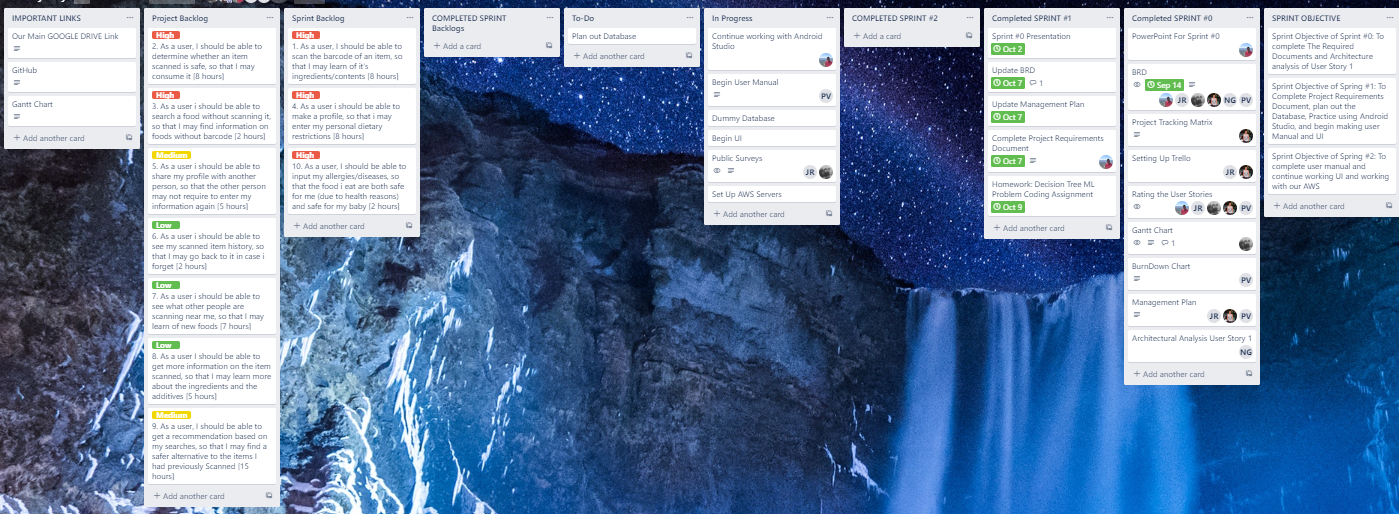 IMPORTANT LINKS
Our Main GOOGLE DRIVE Link
GitHub
Gantt Chart
+ Add another card
Project Backlog
High
2. As a user, I should be able to
determine whether an item
scanned is safe, so that I may
consume it [8 hours]
High
3. As a user i should be able to
search a food without scanning it,
so that I may find information on
foods without barcode [2 hours]
Medium
5. As a user i should be able to
share my profile with another
person, so that the other person
may not require to enter my
information again [5 hours]
Low
6. As a user i should be able to
see my scanned item history, so
that I may go back to it in case i
forget [2 hours]
Low
7. As a user i should be able to
see what other people are
scanning near me, so that I may
learn of new foods [7 hours]
Low
8. As a user I should be able to
get more information on the item
scanned, so that I may learn more
about the ingredients and the
additives [5 hours]
Medium
9. As a user, I should be able to
get a recommendation based on
my searches, so that I may find a
safer alternative to the items I
had previously Scanned [15
hours]
+ Add another card
Sprint Backlog
High
1. As a user, I should be able to
scan the barcode of an item, so
that I may learn of it's
ingredients/contents [8 hours]
High
4. As a user i should be able to
make a profile, so that i may
enter my personal dietary
restrictions [8 hours]
High
10. As a user, I should be able to
input my allergies/diseases, so
that the food i eat are both safe
for me (due to health reasons)
and safe for my baby [2 hours]
+ Add another card
COMPLETED SPRINT
Backlogs
+ Add a card
To-Do
Plan out Database
+ Add another card
In Progress
Continue working with Android
Studio
Begin User Manual
PV
Dummy Database
Begin UI
Public Surveys
JR
Set Up AWS Servers
+ Add another card
COMPLETED SPRINT #2
+ Add a card
Completed SPRINT #1
Sprint #0 Presentation
Oct 2
Update BRD
Oct 7 1
Update Management Plan
Oct 7
Complete Project Requirements
Document
Oct 7
Homework: Decision Tree ML
Problem Coding Assignment
Oct 9
+ Add another card
Completed SPRINT #0
PowerPoint For Sprint #0
BRD
Sep 14
JR NG PV
Project Tracking Matrix
Setting Up Trello
JR
Rating the User Stories
JR PV
Gantt Chart
1
BurnDown Chart
PV
Management Plan
JR PV
Architectural Analysis User Story 1
NG
+ Add another card
SPRINT OBJECTIVE
Sprint Objective of Sprint #0: To
complete The Required
Documents and Architecture
analysis of User Story 1
Sprint Objective of Spring #1: To
Complete Project Requirements
Document, plan out the
Database, Practice using Android
Studio, and begin making user
Manual and UI
Sprint Objective of Spring #2: To
complete user manual and
continue working UI and working
with our AWS
+ Add another card